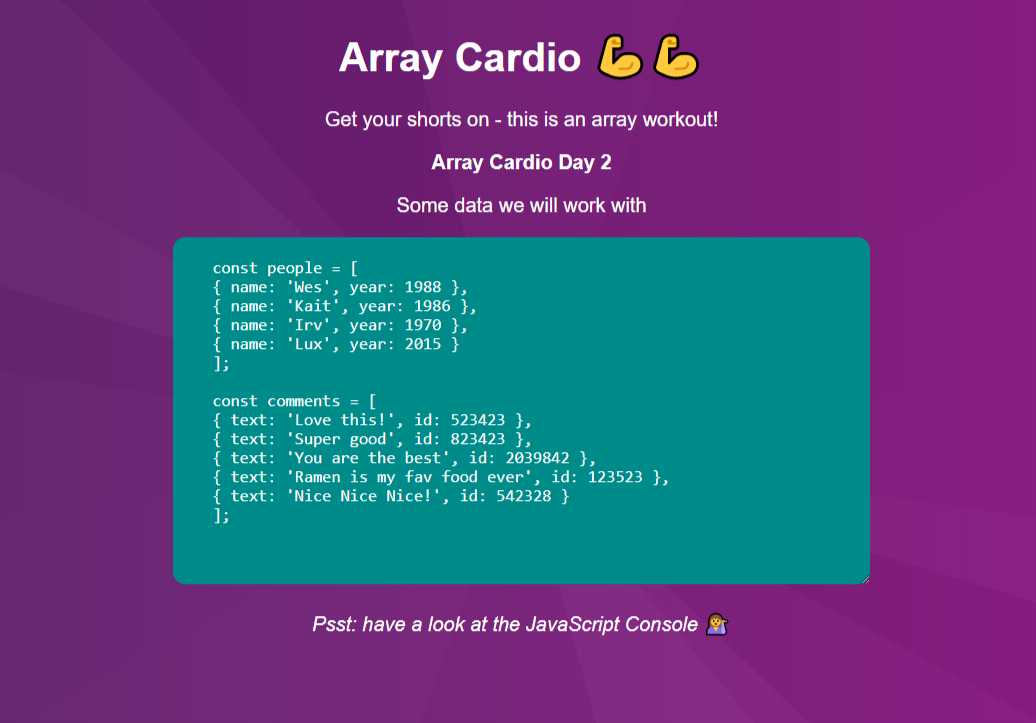 Array Cardio 💪💪
Get your shorts on - this is an array workout!
Array Cardio Day 2
Some data we will work with
const people = [
{ name: 'Wes', year: 1988 },
{ name: 'Kait', year: 1986 },
{ name: 'Irv', year: 1970 },
{ name: 'Lux', year: 2015 }
];
const comments = [
{ text: 'Love this!', id: 523423 },
{ text: 'Super good', id: 823423 },
{ text: 'You are the best', id: 2039842 },
{ text: 'Ramen is my fav food ever', id: 123523 },
{ text: 'Nice Nice Nice!', id: 542328 }
];
Psst: have a look at the JavaScript Console 💁